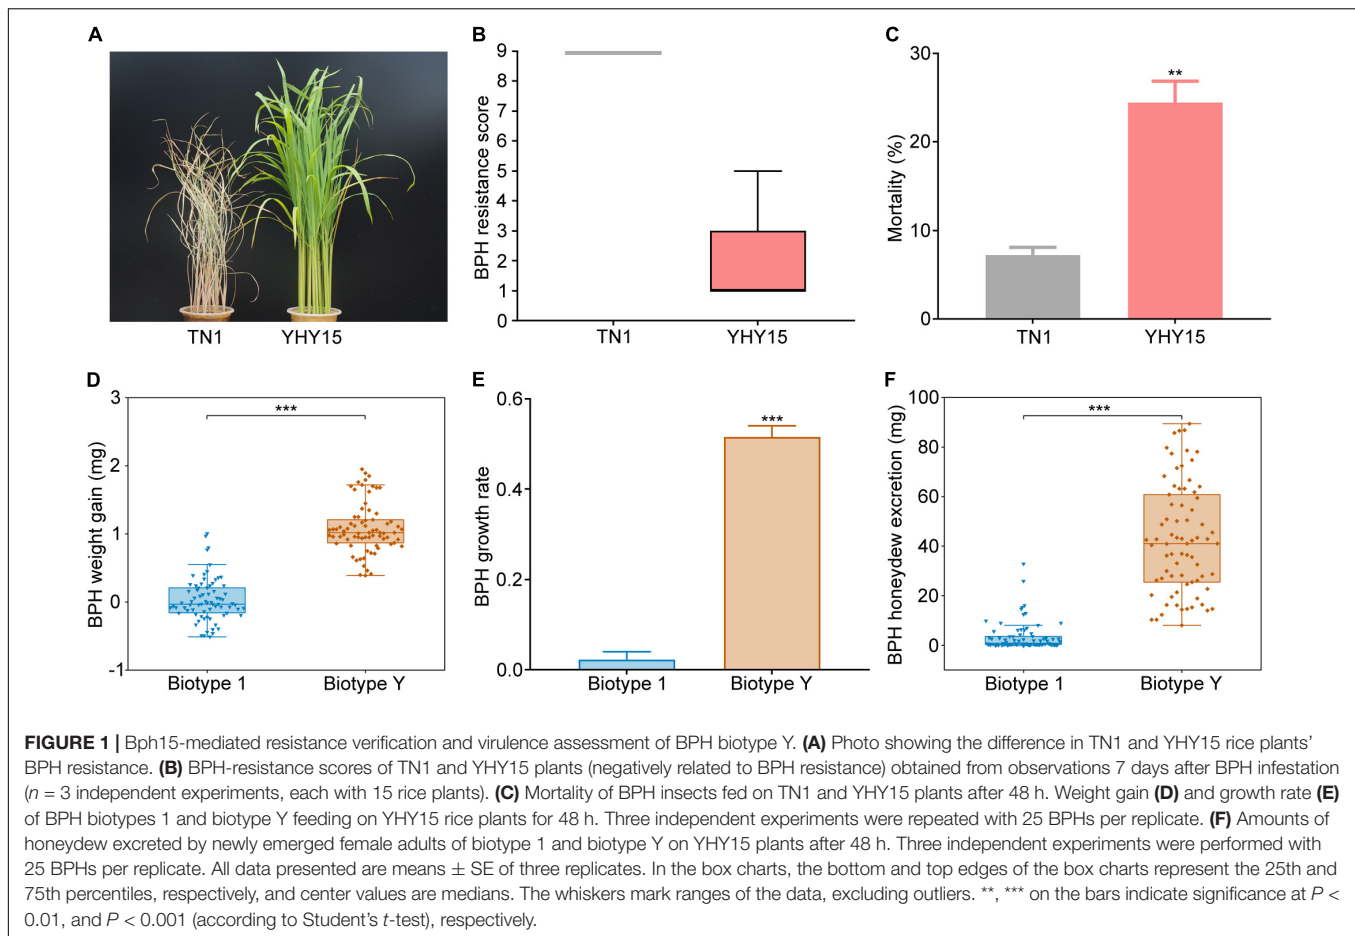 A
TN1 YHY15
B
BPH resistance score
9
8
7
6
5
4
3
2
1
TN1 YHY15
C
Mortality (%)
30
20
10
0
**
TN1 YHY15
D
BPH weight gain (mg)
3
2
1
0
-1
***
Biotype 1 Biotype Y
E
BPH growth rate
0.6
0.4
0.2
0.0
***
Biotype 1 Biotype Y
F
BPH honeydew excretion (mg)
100
80
60
40
20
0
***
Biotype 1 Biotype Y
FIGURE 1 | Bph15-mediated resistance verification and virulence assessment of BPH biotype Y. (A) Photo showing the difference in TN1 and YHY15 rice plants’
BPH resistance. (B) BPH-resistance scores of TN1 and YHY15 plants (negatively related to BPH resistance) obtained from observations 7 days after BPH infestation
(n = 3 independent experiments, each with 15 rice plants). (C) Mortality of BPH insects fed on TN1 and YHY15 plants after 48 h. Weight gain (D) and growth rate (E)
of BPH biotypes 1 and biotype Y feeding on YHY15 rice plants for 48 h. Three independent experiments were repeated with 25 BPHs per replicate. (F) Amounts of
honeydew excreted by newly emerged female adults of biotype 1 and biotype Y on YHY15 plants after 48 h. Three independent experiments were performed with
25 BPHs per replicate. All data presented are means ± SE of three replicates. In the box charts, the bottom and top edges of the box charts represent the 25th and
75th percentiles, respectively, and center values are medians. The whiskers mark ranges of the data, excluding outliers. **, *** on the bars indicate significance at P <
0.01, and P < 0.001 (according to Student’s t-test), respectively.